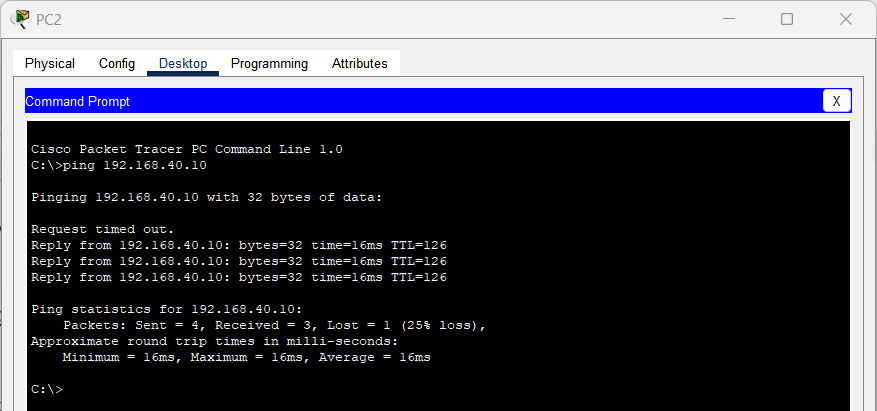 PC2
Physical Config Desktop Programming Attributes
Command Prompt
X
Cisco Packet Tracer PC Command Line 1.0
C:\>ping 192.168.40.10
Pinging 192.168.40.10 with 32 bytes of data:
Request timed out.
Reply from 192.168.40.10: bytes=32 time=16ms TTL=126
Reply from 192.168.40.10: bytes=32 time=16ms TTL=126
Reply from 192.168.40.10: bytes=32 time=16ms TTL=126
Ping statistics for 192.168.40.10:
Packets: Sent = 4, Received = 3, Lost = 1 (25% loss),
Approximate round trip times in milli-seconds:
Minimum = 16ms, Maximum = 16ms, Average = 16ms
C:\>